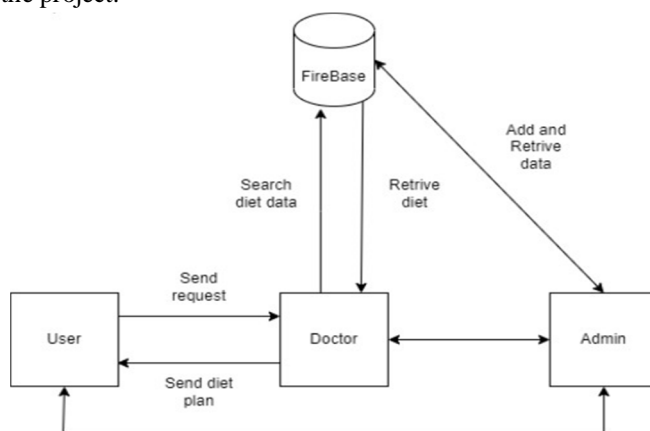 the project.
FireBase
Add and
Retrive
data
Search
diet data
Retrive
diet
Send
request
User
Doctor
Admin
Send diet
plan